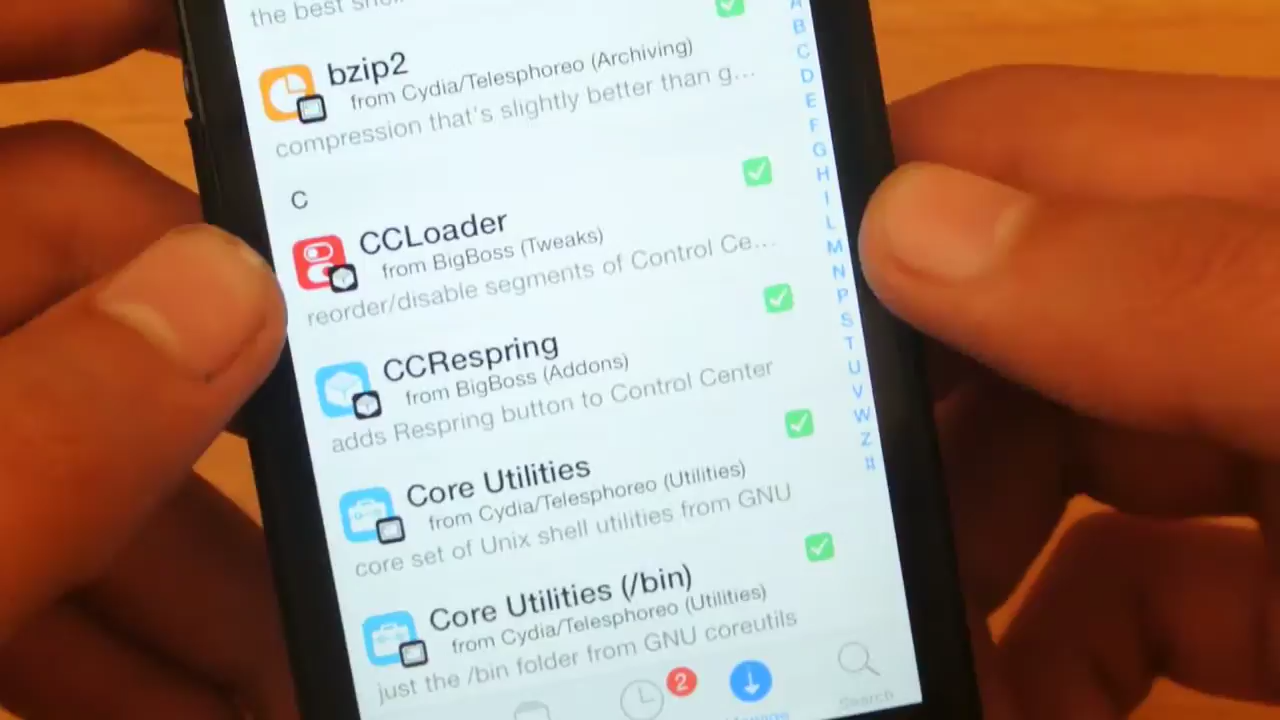 the best
bzip2
from Cydia/Telesphoreo (Archiving)
compression that's slightly better than g...
C
CCLoader
from BigBoss (Tweaks)
reorder/disable segments of Control Ce...
CCRespring
from BigBoss (Addons)
adds Respring button to Control Center
Core Utilities
from Cydia/Telesphoreo (Utilities)
core set of Unix shell utilities from GNU
Core Utilities (/bin)
from Cydia/Telesphoreo (Utilities)
just the /bin folder from GNU coreutils
2
Search
A
B
C
D
E
F
G
H
I
L
M
N
P
S
T
U
V
W
Z
#